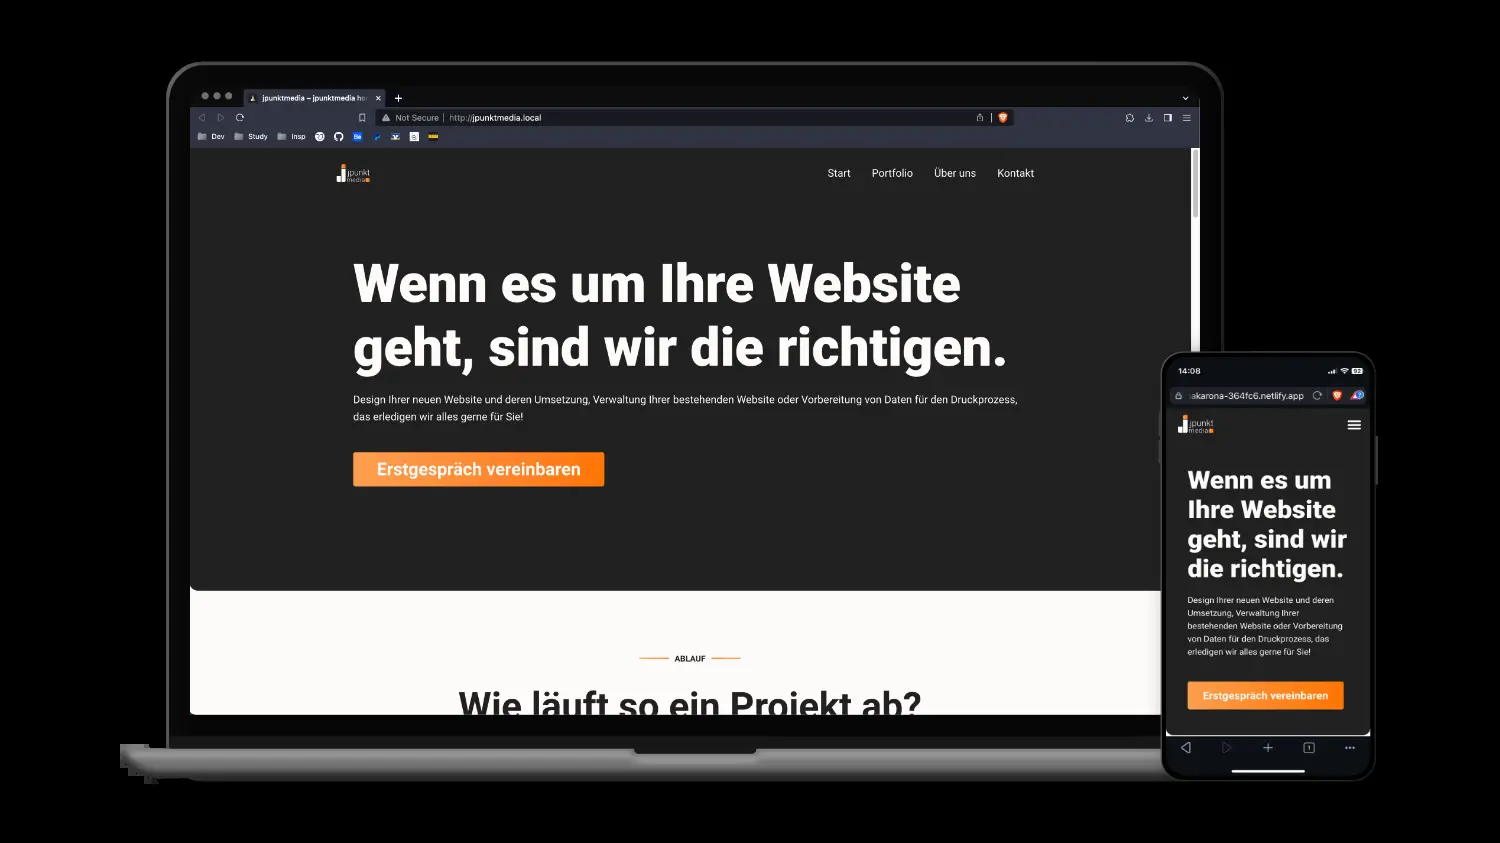 jpunktmedia – jpunktmedia ho
Not Secure | http://jpunktmedia.local
Dev Study Insp
jpunkt
media
Start Portfolio Über uns Kontakt
Wenn es um Ihre Website
geht, sind wir die richtigen.
Design Ihrer neuen Website und deren Umsetzung, Verwaltung Ihrer bestehenden Website oder Vorbereitung von Daten für den Druckprozess,
das erledigen wir alles gerne für Sie!
Erstgespräch vereinbaren
ABLAUF
Wie läuft so ein Projekt ab?
14:08
92
akarona-364fc6.netlify.app
jpunkt
media
Wenn es um
Ihre Website
geht, sind wir
die richtigen.
Design Ihrer neuen Website und deren
Umsetzung, Verwaltung Ihrer
bestehenden Website oder Vorbereitung
von Daten für den Druckprozess, das
erledigen wir alles gerne für Sie!
Erstgespräch vereinbaren
1